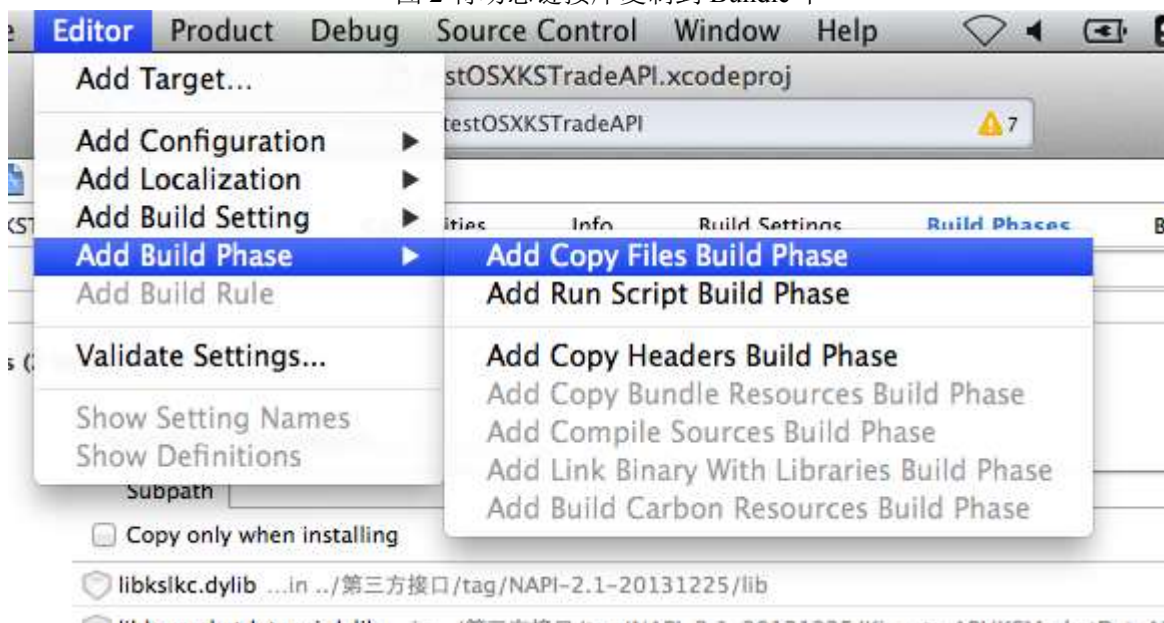 Editor Product Debug Source Control Window Help
Add Target...
stOSXKSTradeAPI.xcodeproj
testOSXKSTradeAPI
7
Add Configuration
Add Localization
Add Build Setting
Info Build Settings Build Phases
Add Build Phase
Add Copy Files Build Phase
Add Build Rule
Add Run Script Build Phase
Validate Settings...
Add Copy Headers Build Phase
Add Copy Bundle Resources Build Phase
Show Setting Names
Add Compile Sources Build Phase
Show Definitions
Add Link Binary With Libraries Build Phase
Subpath
Add Build Carbon Resources Build Phase
Copy only when installing
libkslkc.dylib ...in ../第三方接口/tag/NAPI-2.1-20131225/lib